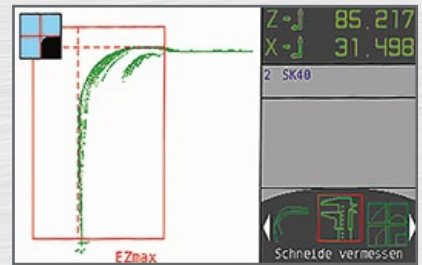 Z 85.217
X 31.498
2 SK40
EZmax
Schneide vermessen